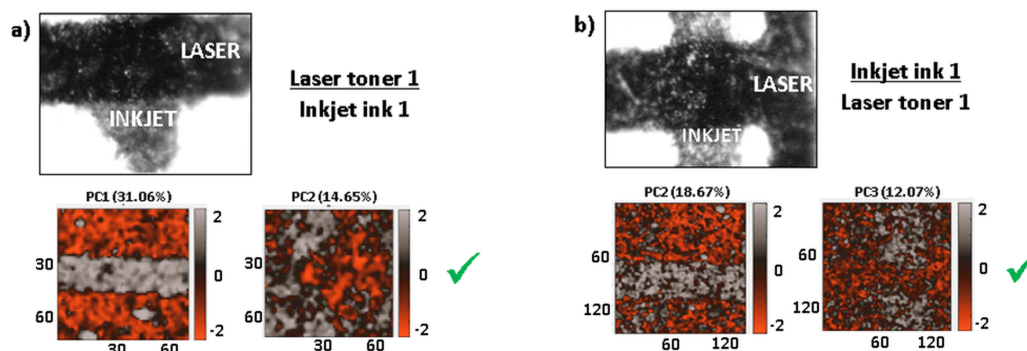 a)
LASER
INKJET
Laser toner 1
Inkjet ink 1
PC1 (31.06%)
30
60
30 60
2
0
-2
PC2 (14.65%)
30
60
30 60
2
0
-2
b)
LASER
INKJET
Inkjet ink 1
Laser toner 1
PC2 (18.67%)
60
120
60 120
2
0
-2
PC3 (12.07%)
60
120
60 120
2
0
-2